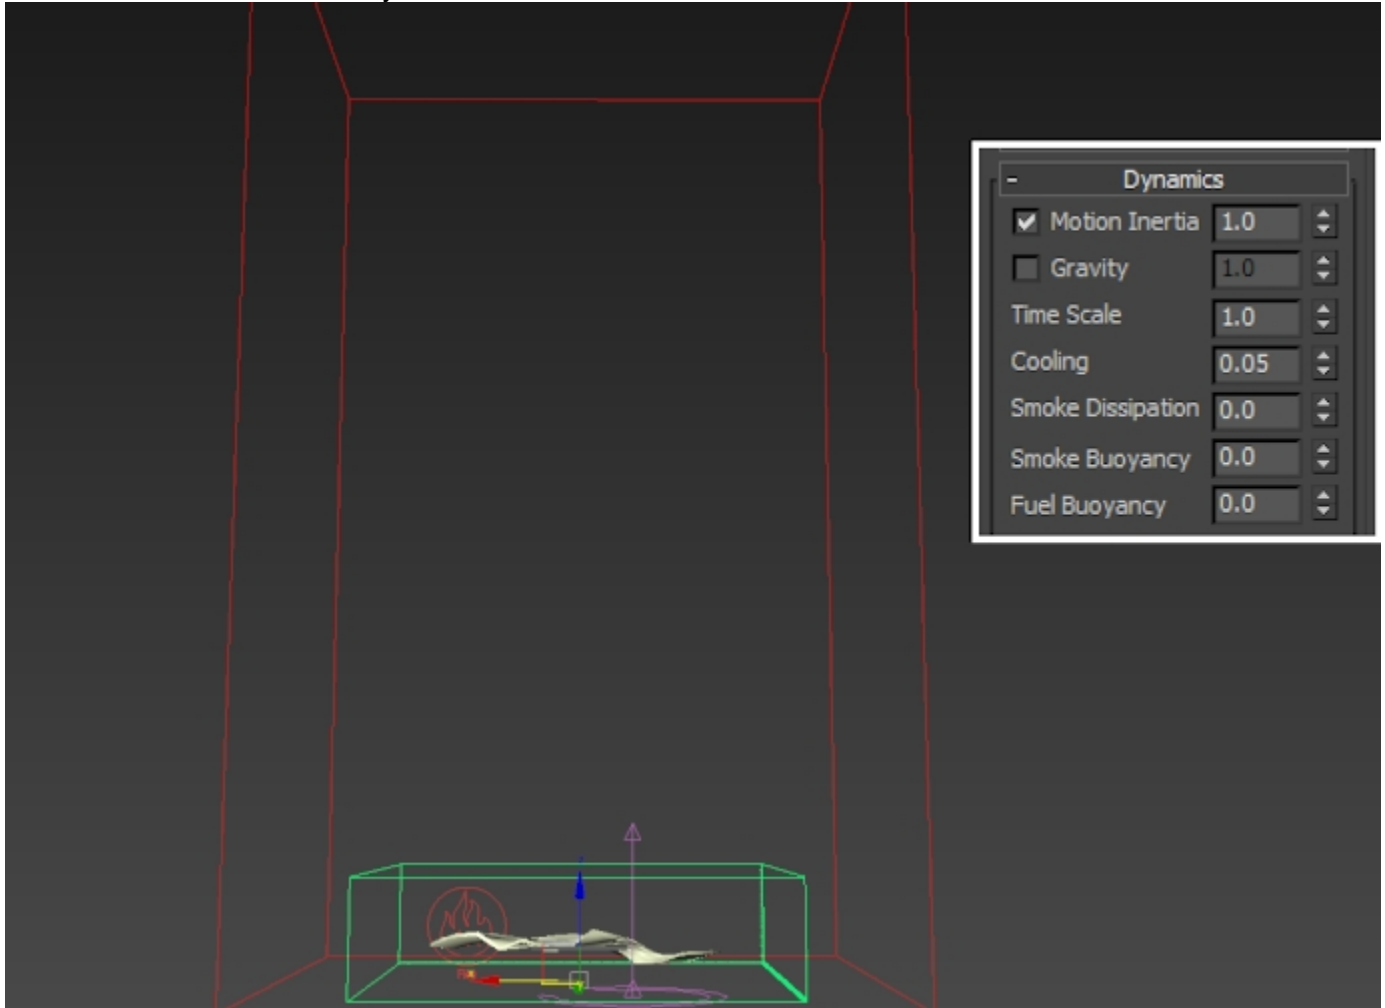 - Dynamics
Motion Inertia 1.0
Gravity 1.0
Time Scale 1.0
Cooling 0.05
Smoke Dissipation 0.0
Smoke Buoyancy 0.0
Fuel Buoyancy 0.0